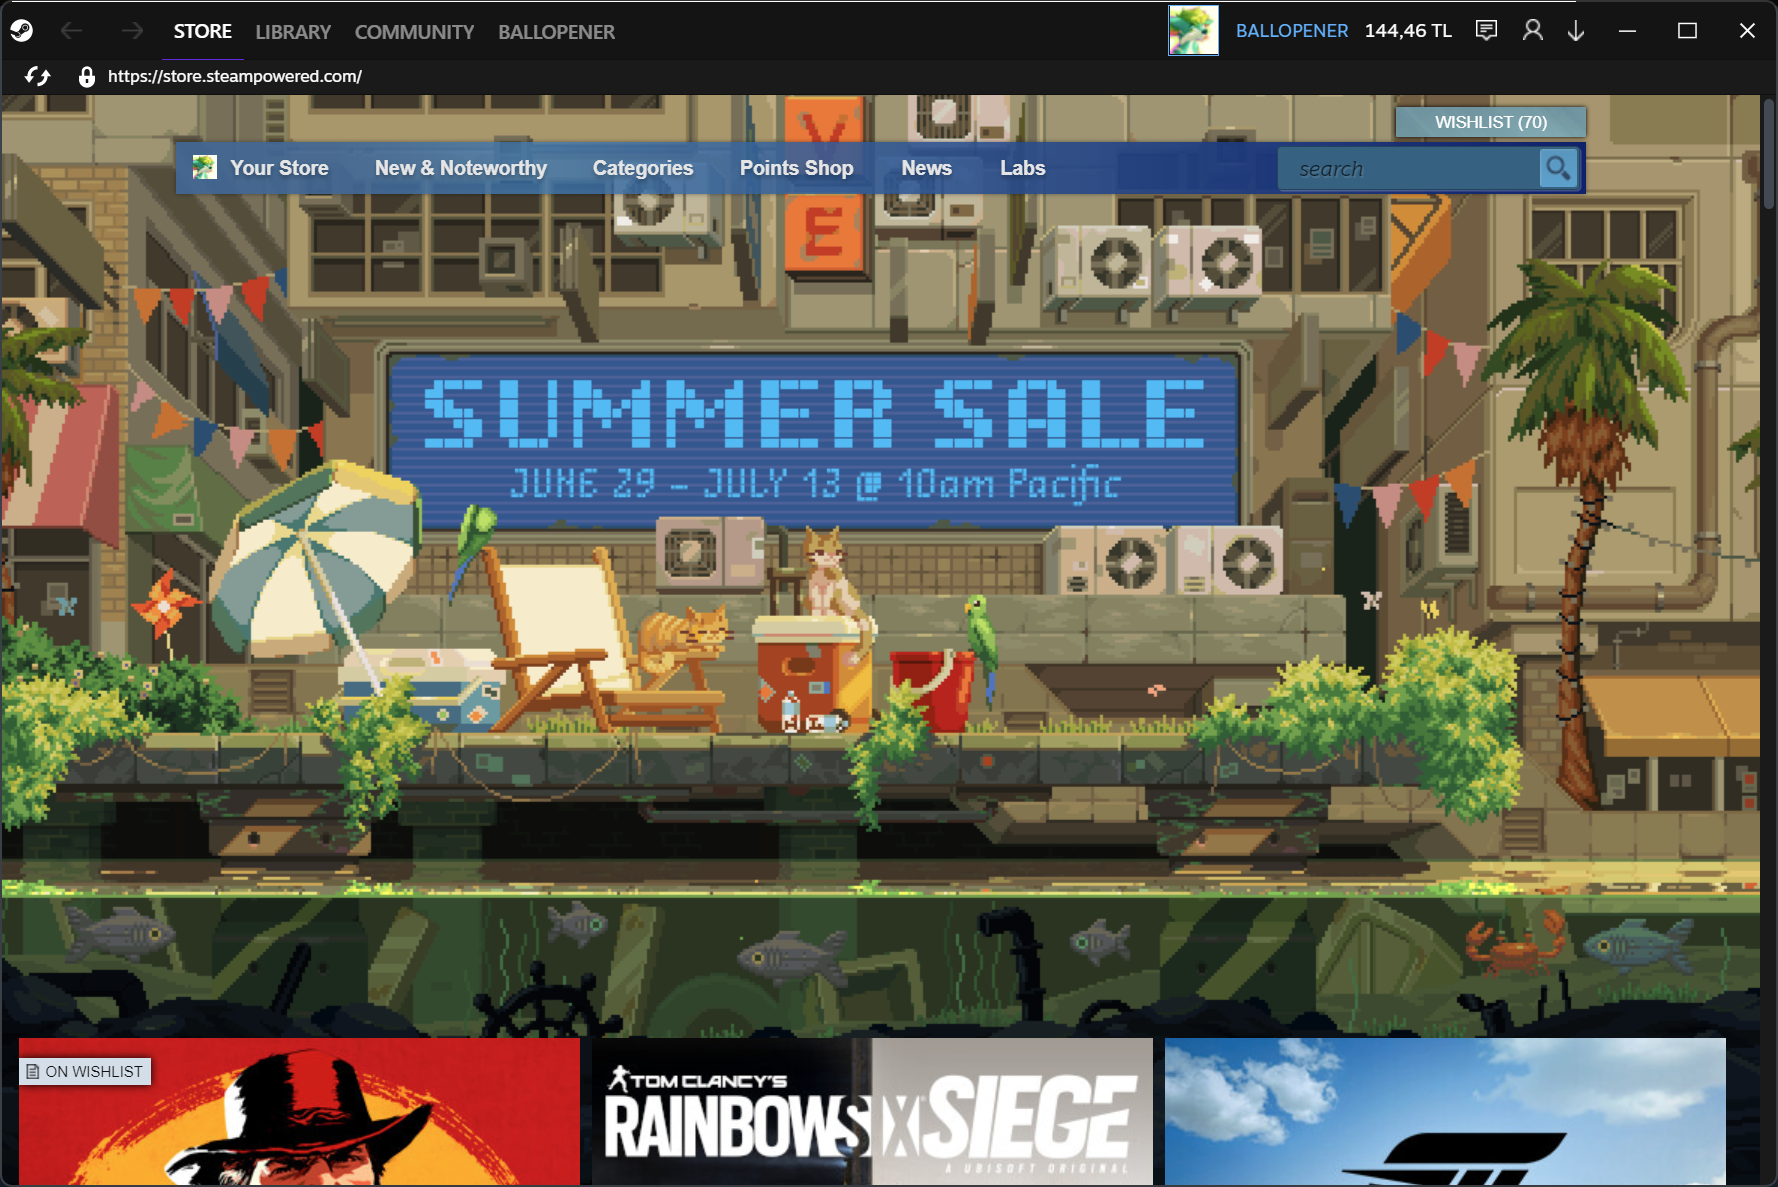 STORE LIBRARY COMMUNITY BALLOPENER
BALLOPENER 144,46 TL
https://store.steampowered.com/
WISHLIST (70)
Your Store New & Noteworthy Categories Points Shop News Labs
search
V
E
SUMMER SALE
JUNE 29 - JULY 13 @ 10am Pacific
ON WISHLIST
TOM CLANCY'S
RAINBOW SIX SIEGE
A UBISOFT ORIGINAL